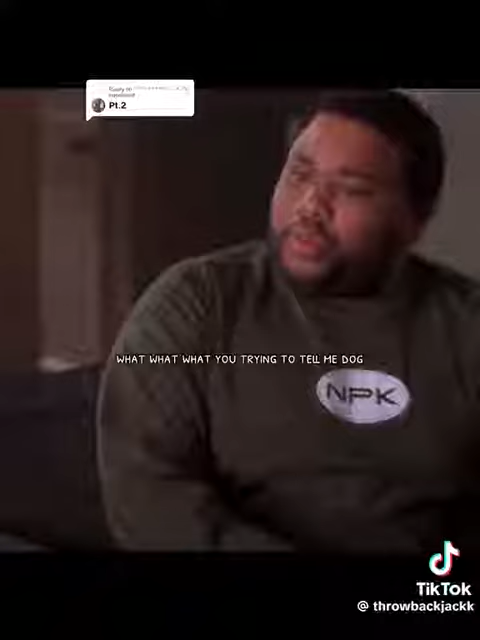 Pt.2
WHAT WHAT WHAT YOU TRYING TO TELL ME DOG
NPK
TikTok
@ throwbackjackk